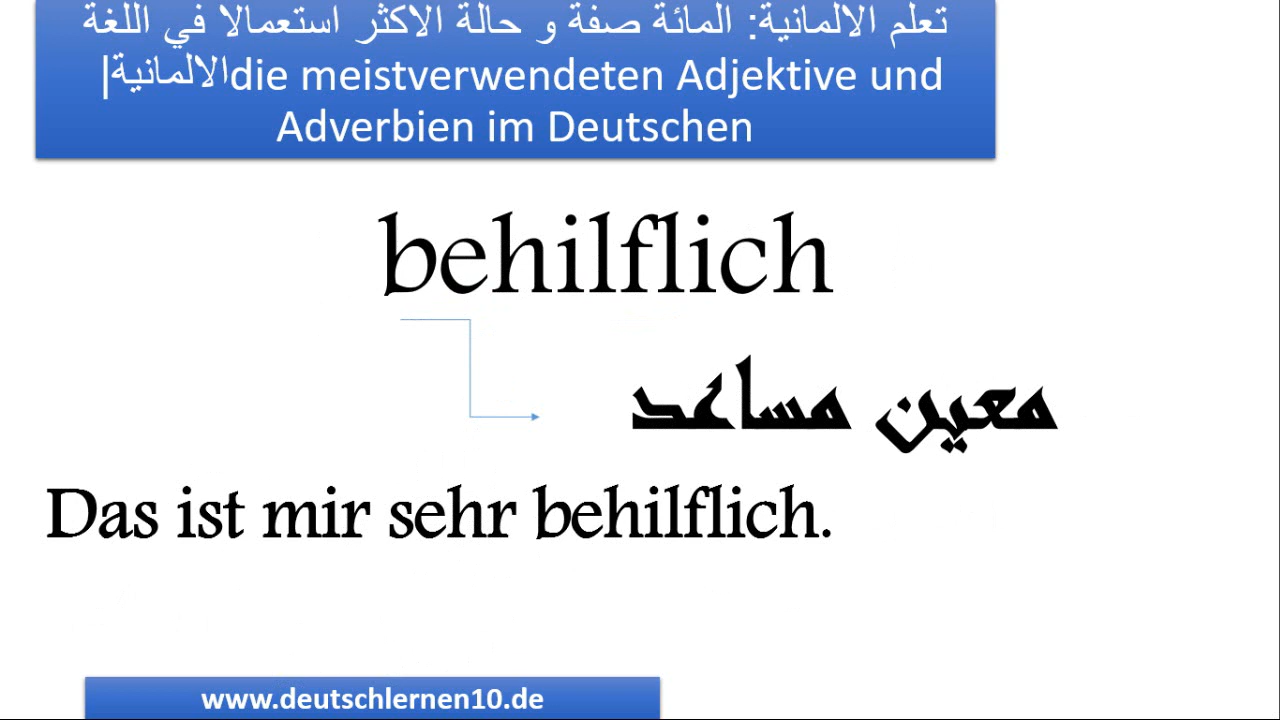 تعلم الالمانية: المائة صفة و حالة الاكثر استعمالا في اللغة
الالمانية|die meistverwendeten Adjektive und
Adverbien im Deutschen
behilflich
معين مساعد
Das ist mir sehr behilflich.
www.deutschlernen10.de